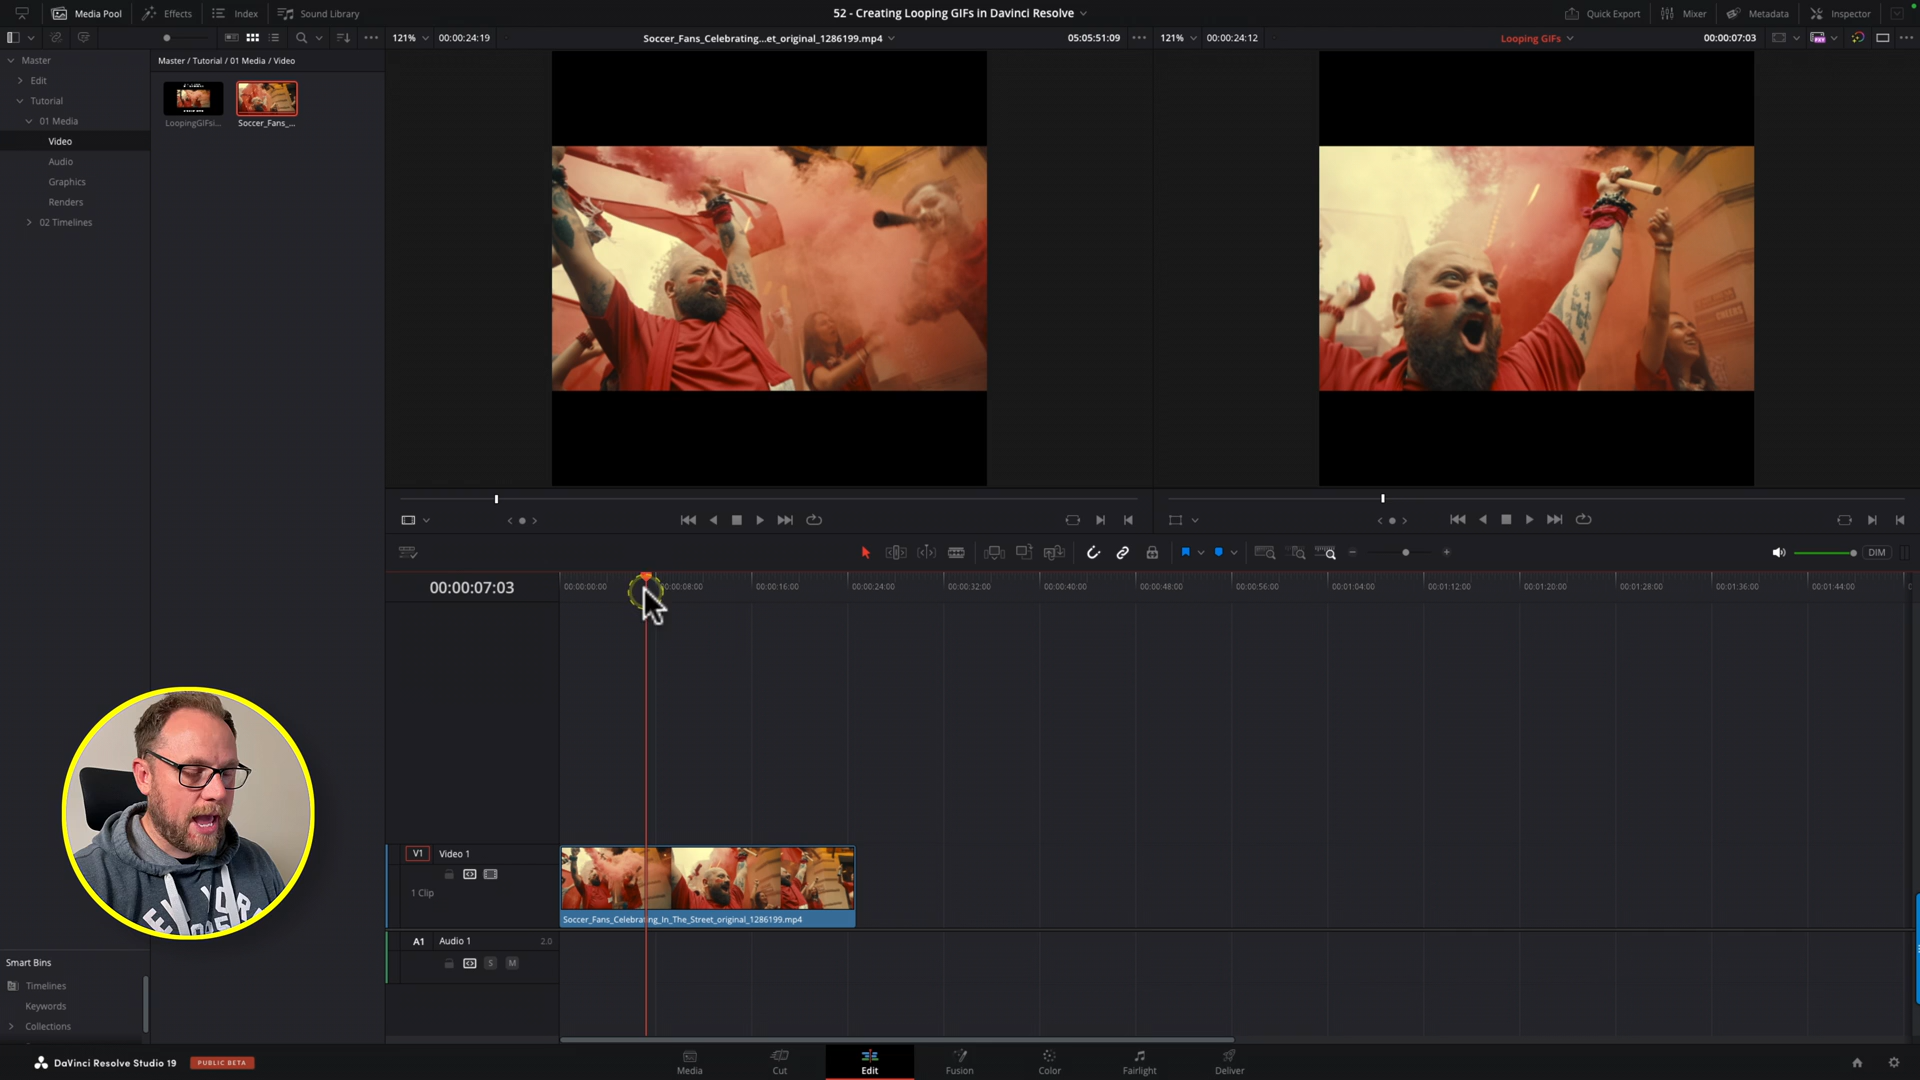 Media Pool Effects Index Sound Library 52 - Creating Looping GIFs in Davinci Resolve Quick Export Mixer Metadata Inspector
121% 00:00:24:19 Soccer_Fans_Celebrating...et_original_1286199.mp4 05:05:51:09 121% 00:00:24:12 Looping GIFs 00:00:07:03
Master
Edit
Tutorial
01 Media
Video
Audio
Graphics
Renders
02 Timelines
Master / Tutorial / 01 Media / Video
LoopingGIFsi... Soccer_Fans_...
CHEERS
DIM
00:00:07:03
00:00:00:00 00:00:08:00 00:00:16:00 00:00:24:00 00:00:32:00 00:00:40:00 00:00:48:00 00:00:56:00 00:01:04:00 00:01:12:00 00:01:20:00 00:01:28:00 00:01:36:00 00:01:44:00
V1 Video 1
1 Clip
Soccer_Fans_Celebrating_In_The_Street_original_1286199.mp4
A1 Audio 1 2.0
S M
NEW YOR
Smart Bins
Timelines
Keywords
Collections
DaVinci Resolve Studio 19 PUBLIC BETA
Media Cut Edit Fusion Color Fairlight Deliver